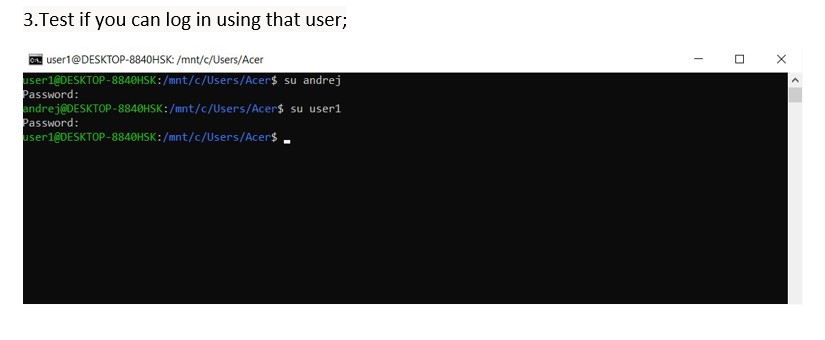 3.Test if you can log in using that user;
user1@DESKTOP-8840HSK: /mnt/c/Users/Acer
user1@DESKTOP-8840HSK:/mnt/c/Users/Acer$ su andrej
Password:
andrej@DESKTOP-8840HSK:/mnt/c/Users/Acer$ su user1
Password:
user1@DESKTOP-8840HSK:/mnt/c/Users/Acer$